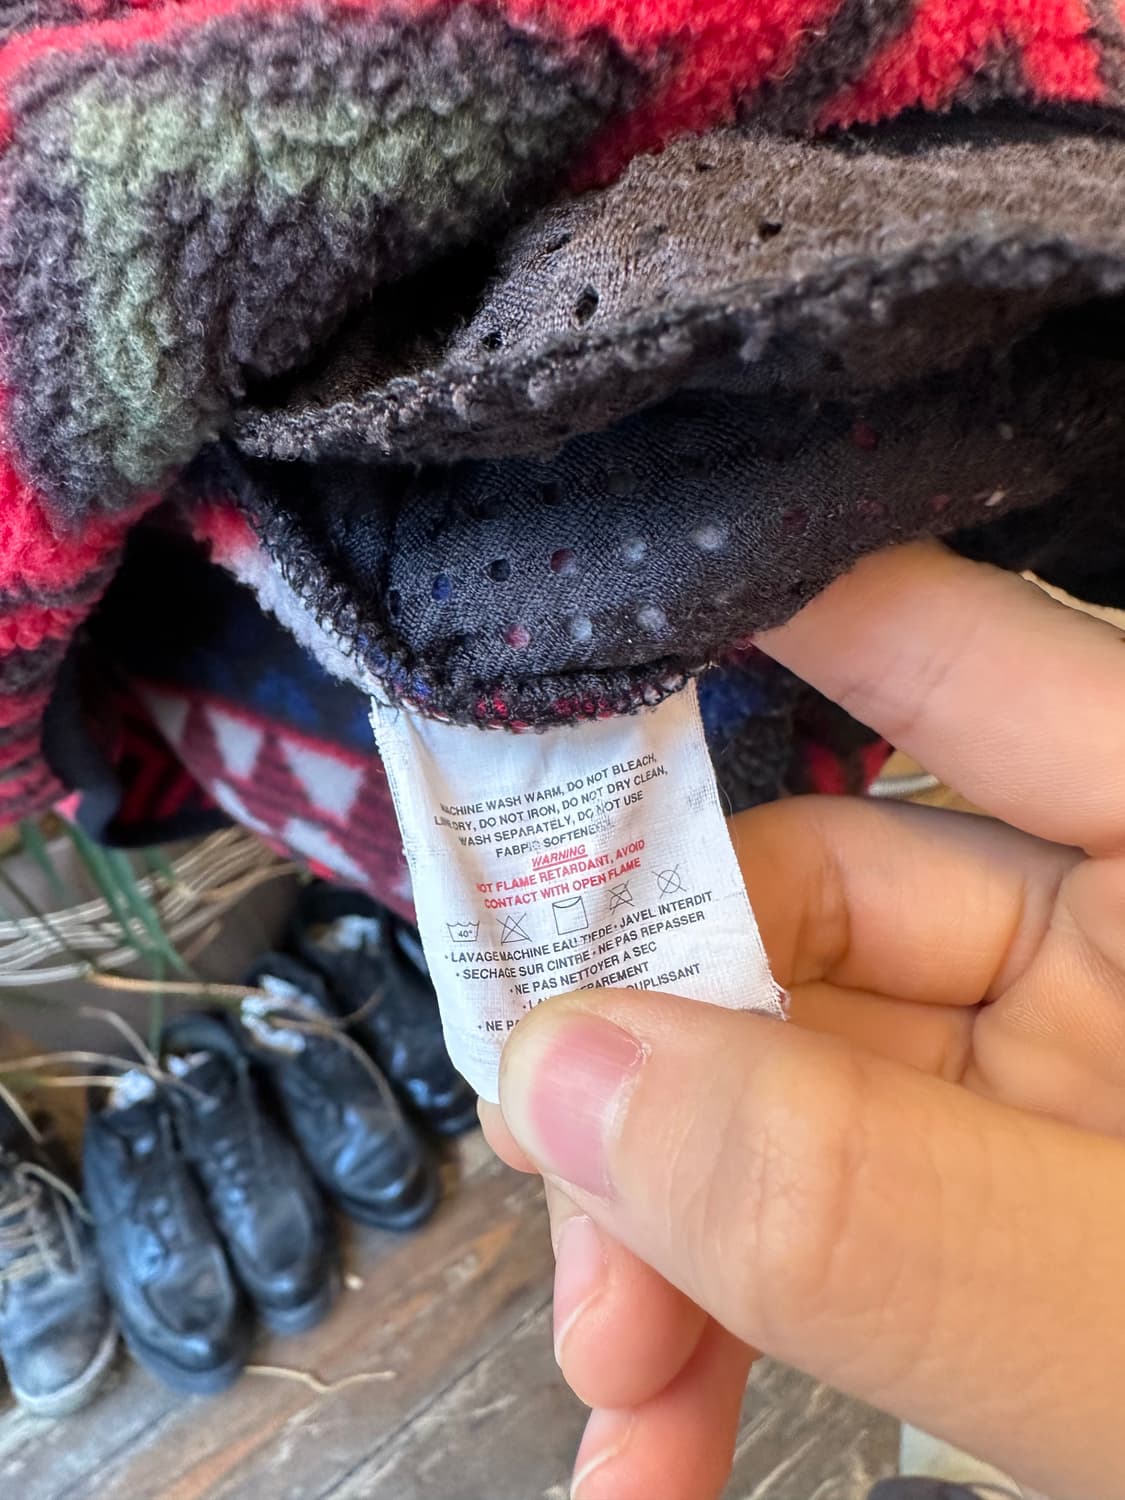 MACHINE WASH WARM, DO NOT BLEACH,
LINE DRY, DO NOT IRON, DO NOT DRY CLEAN,
WASH SEPARATELY, DO NOT USE
FABRIC SOFTENER
WARNING
NOT FLAME RETARDANT, AVOID
CONTACT WITH OPEN FLAME
40°
• LAVAGE MACHINE EAU TIEDE • JAVEL INTERDIT
• SECHAGE SUR CINTRE • NE PAS REPASSER
• NE PAS NETTOYER A SEC
• NE